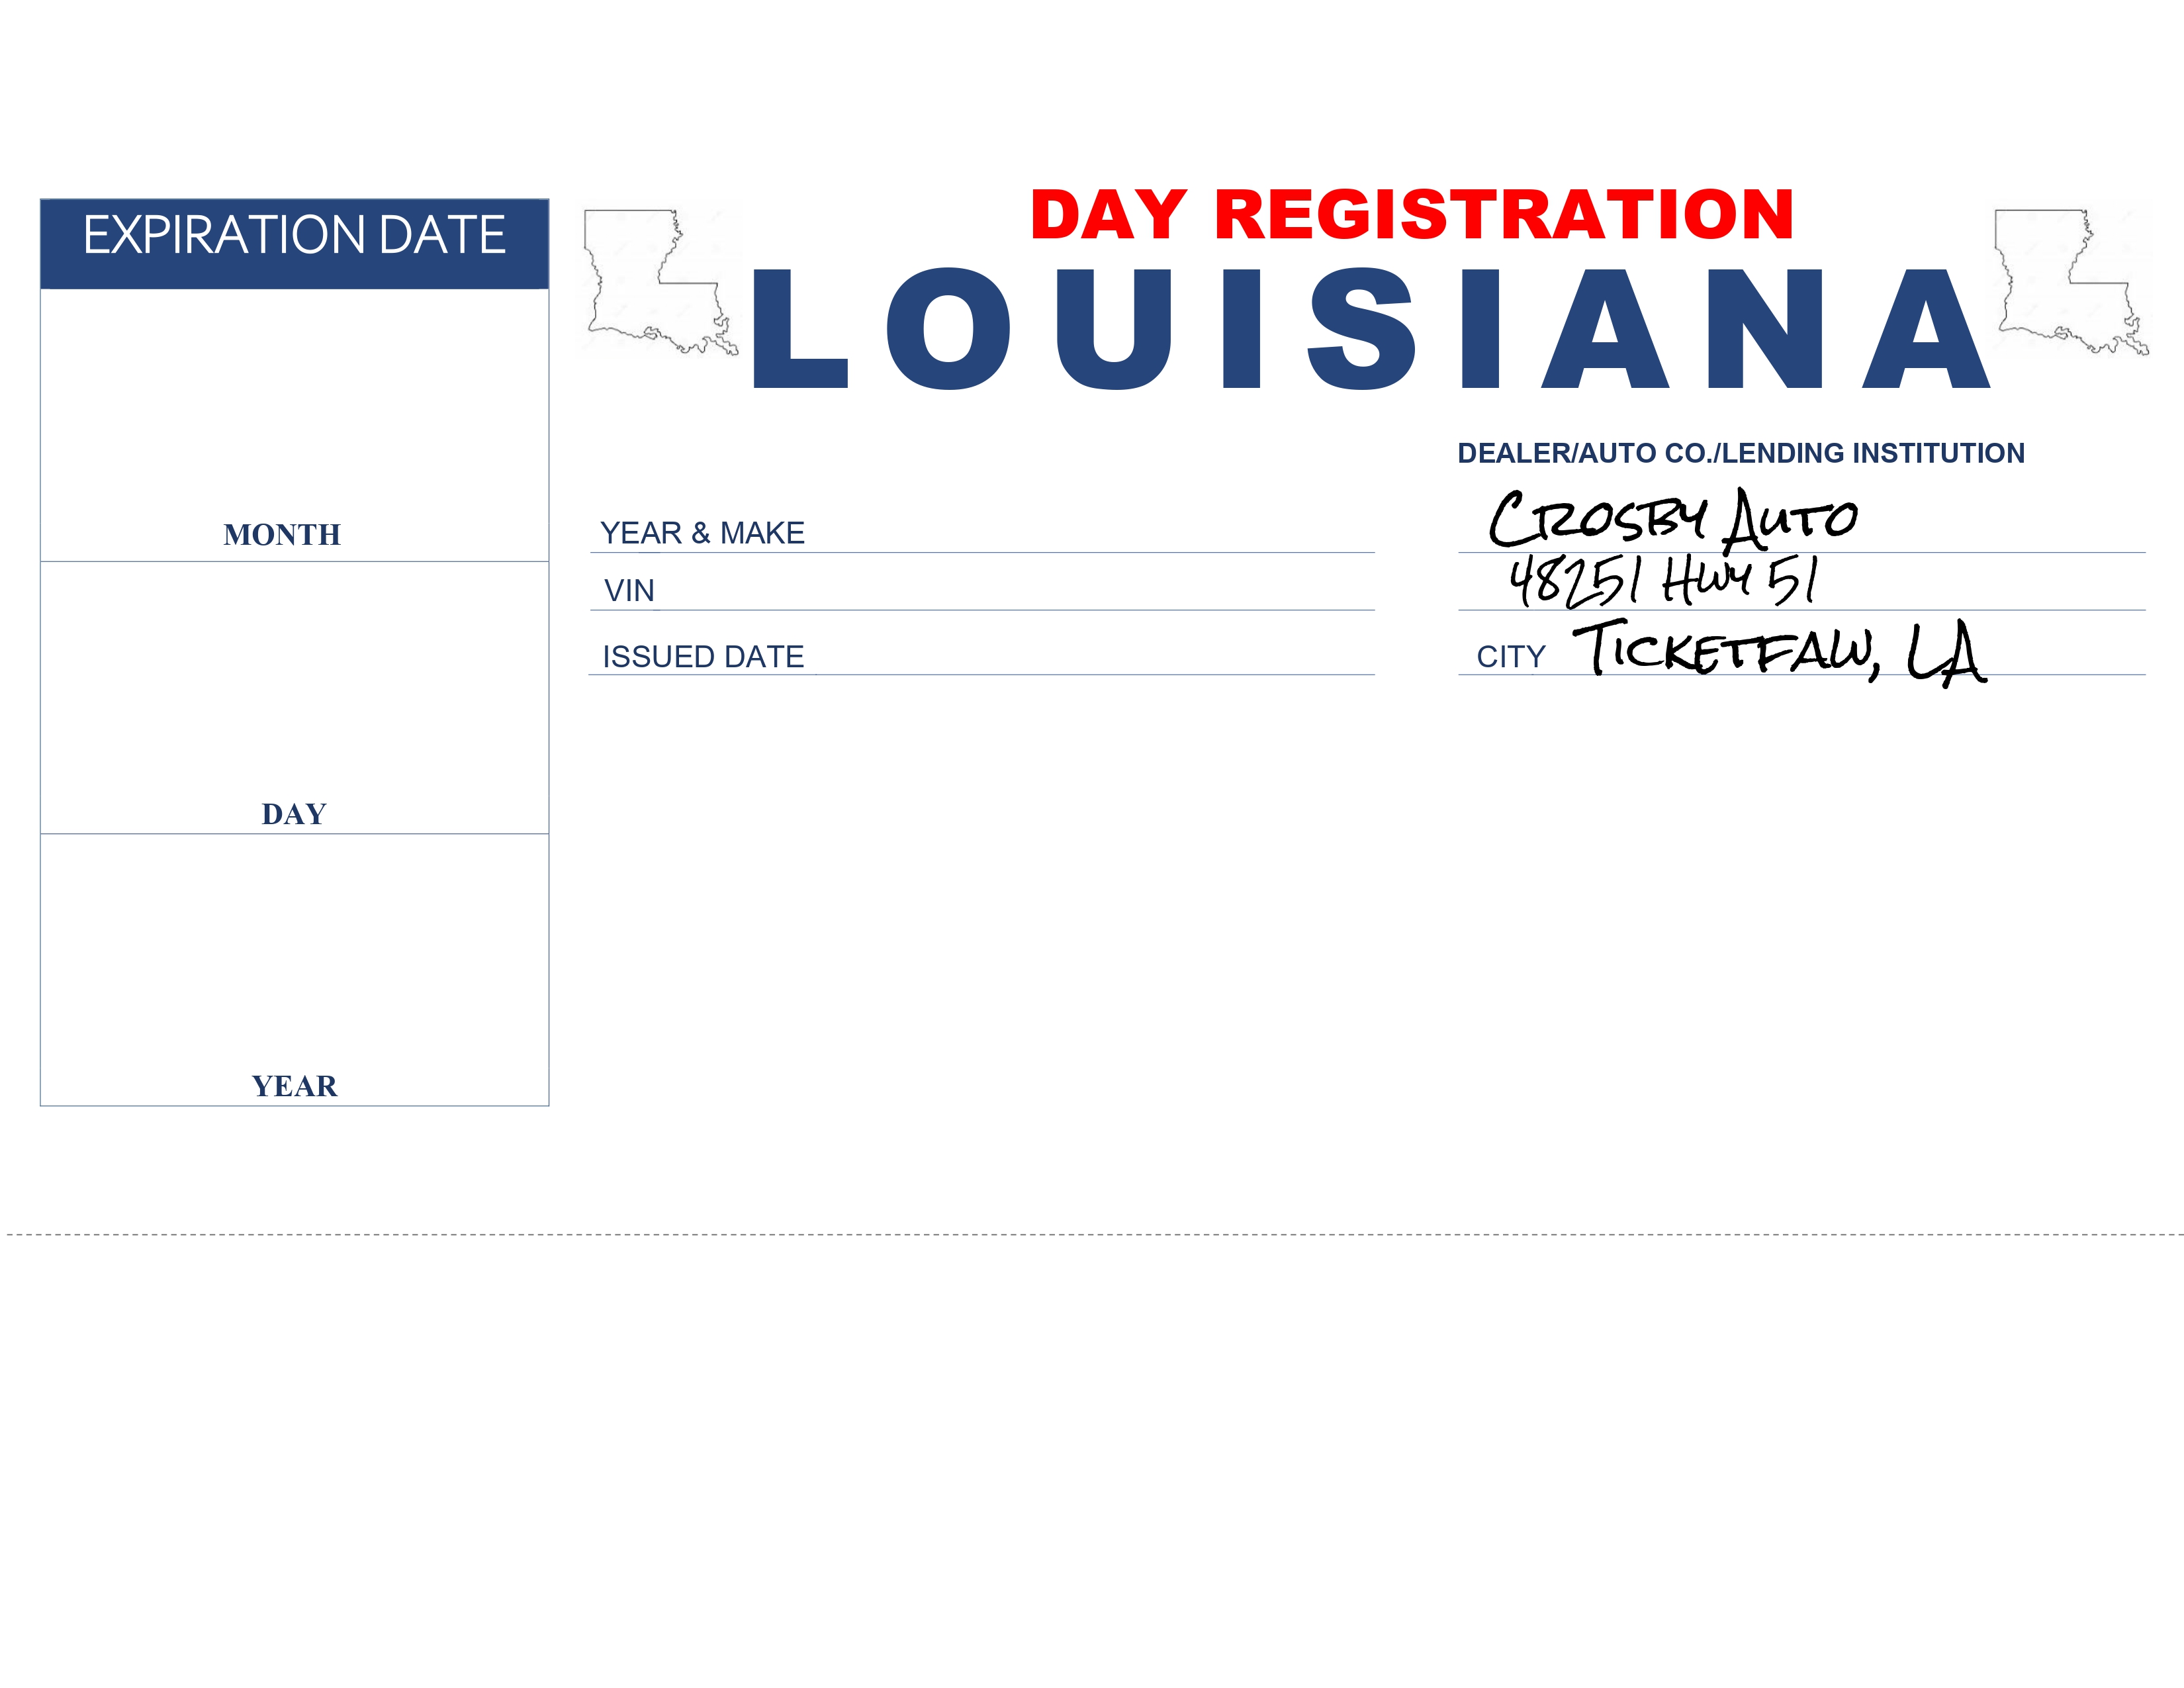 DAY REGISTRATION
LOUISIANA
EXPIRATION DATE
MONTH
DAY
YEAR
YEAR & MAKE
VIN
ISSUED DATE
DEALER/AUTO CO./LENDING INSTITUTION
CROSBY AUTO
48251 HWY 51
CITY TICKETFAW, LA